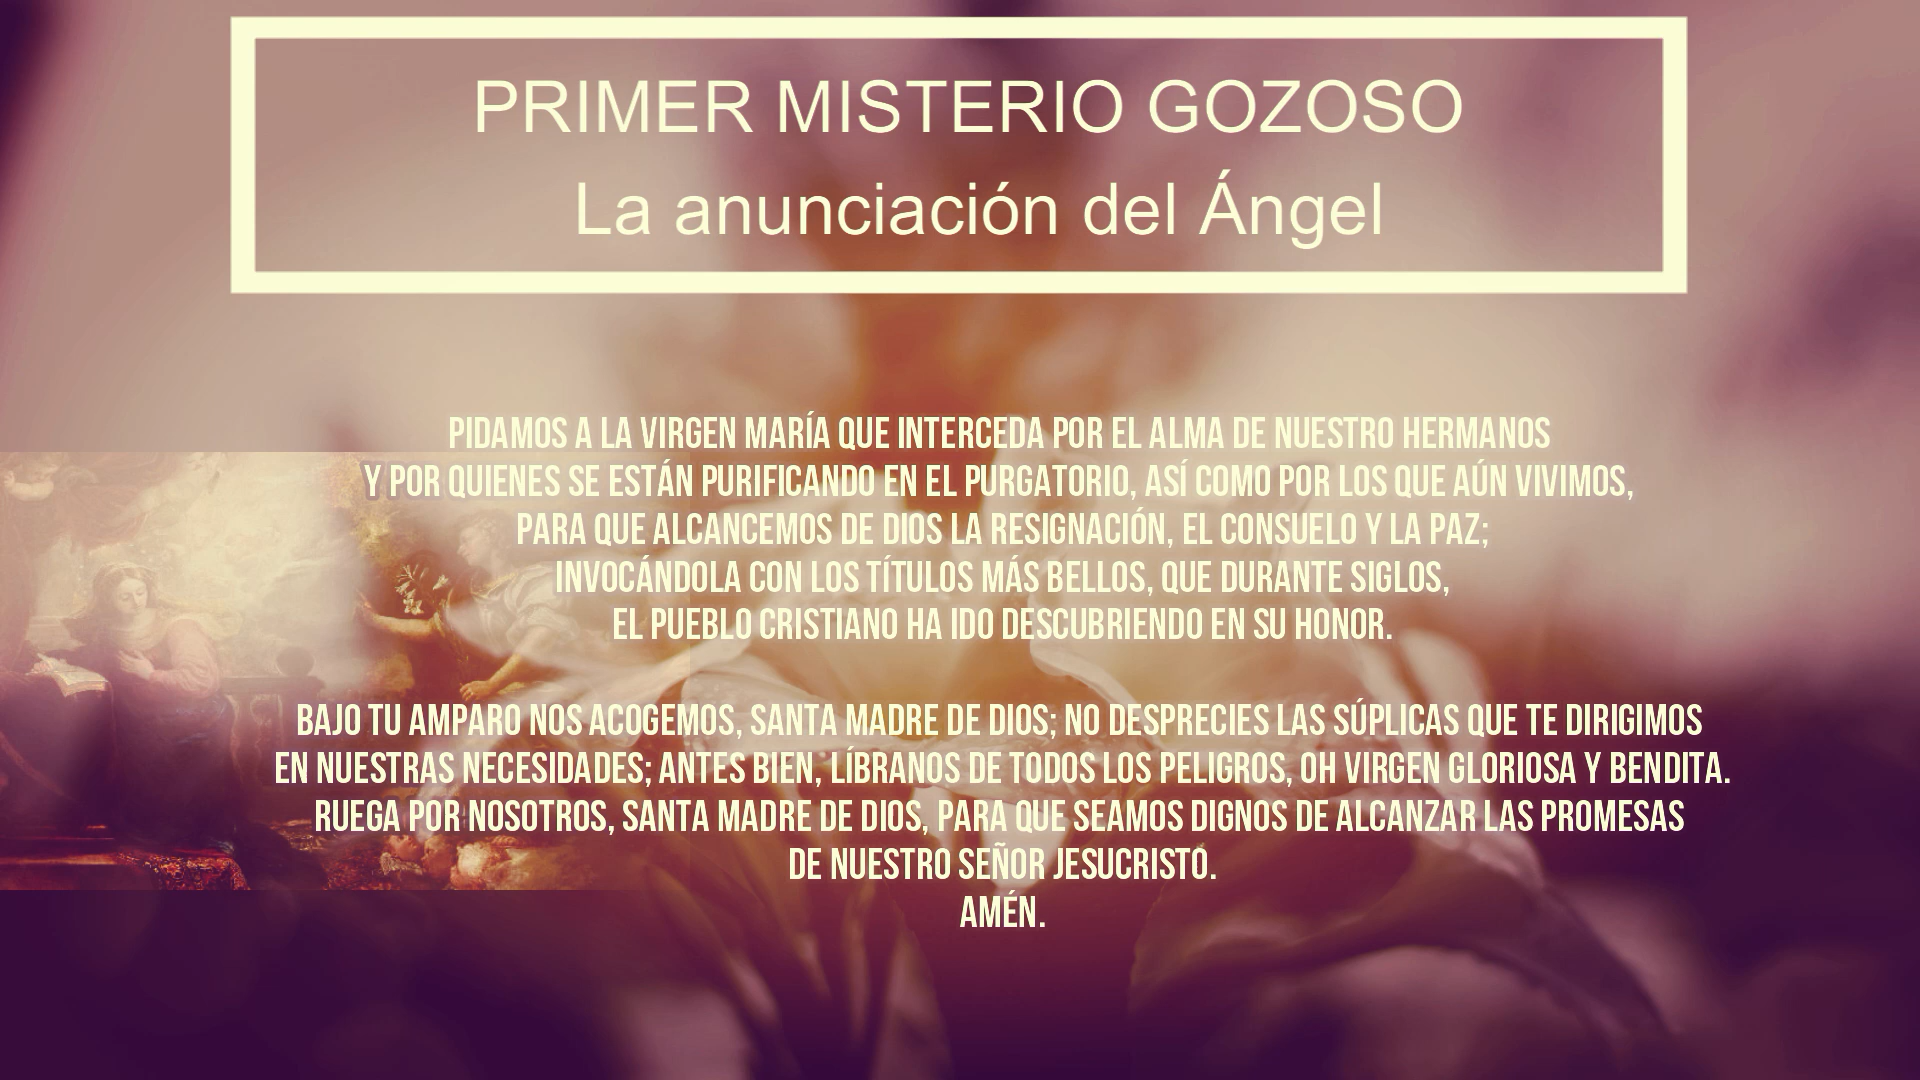 PRIMER MISTERIO GOZOSO
La anunciación del Ángel
PIDAMOS A LA VIRGEN MARÍA QUE INTERCEDA POR EL ALMA DE NUESTRO HERMANOS
Y POR QUIENES SE ESTÁN PURIFICANDO EN EL PURGATORIO, ASÍ COMO POR LOS QUE AÚN VIVIMOS,
PARA QUE ALCANCEMOS DE DIOS LA RESIGNACIÓN, EL CONSUELO Y LA PAZ;
INVOCÁNDOLA CON LOS TÍTULOS MÁS BELLOS, QUE DURANTE SIGLOS,
EL PUEBLO CRISTIANO HA IDO DESCUBRIENDO EN SU HONOR.
BAJO TU AMPARO NOS ACOGEMOS, SANTA MADRE DE DIOS; NO DESPRECIES LAS SÚPLICAS QUE TE DIRIGIMOS
EN NUESTRAS NECESIDADES; ANTES BIEN, LÍBRANOS DE TODOS LOS PELIGROS, OH VIRGEN GLORIOSA Y BENDITA.
RUEGA POR NOSOTROS, SANTA MADRE DE DIOS, PARA QUE SEAMOS DIGNOS DE ALCANZAR LAS PROMESAS
DE NUESTRO SEÑOR JESUCRISTO.
AMÉN.